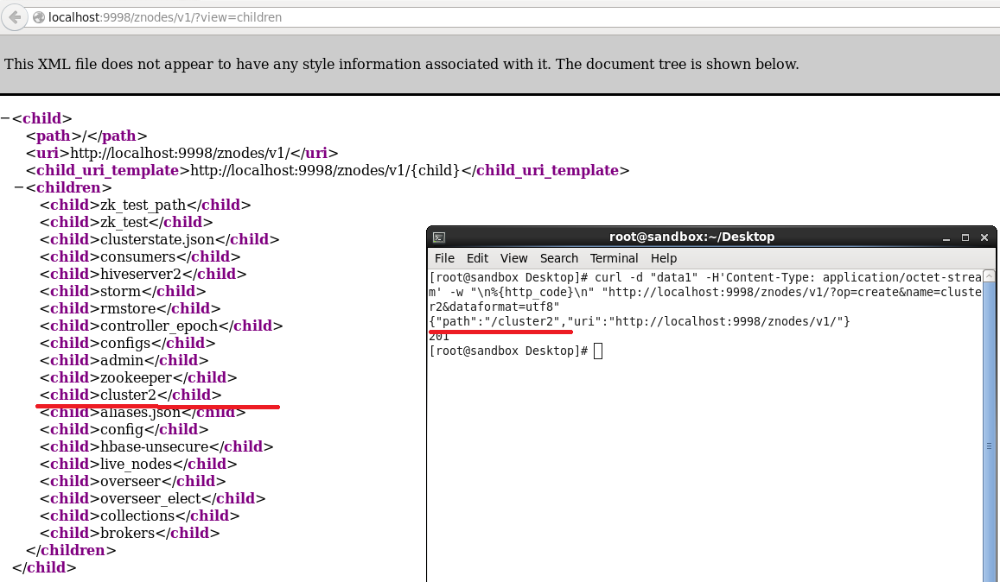 localhost:9998/znodes/v1/?view=children
This XML file does not appear to have any style information associated with it. The document tree is shown below.
−<child>
<path>/</path>
<uri>http://localhost:9998/znodes/v1/</uri>
<child_uri_template>http://localhost:9998/znodes/v1/{child}</child_uri_template>
−<children>
<child>zk_test_path</child>
<child>zk_test</child>
<child>clusterstate.json</child>
<child>consumers</child>
<child>hiveserver2</child>
<child>storm</child>
<child>rmstore</child>
<child>controller_epoch</child>
<child>configs</child>
<child>admin</child>
<child>zookeeper</child>
<child>cluster2</child>
<child>aliases.json</child>
<child>config</child>
<child>hbase-unsecure</child>
<child>live_nodes</child>
<child>overseer</child>
<child>overseer_elect</child>
<child>collections</child>
<child>brokers</child>
</children>
</child>
root@sandbox:~/Desktop
File Edit View Search Terminal Help
[root@sandbox Desktop]# curl -d "data1" -H'Content-Type: application/octet-strea
m' -w "\n%{http_code}\n" "http://localhost:9998/znodes/v1/?op=create&name=cluste
r2&dataformat=utf8"
{"path":"/cluster2","uri":"http://localhost:9998/znodes/v1/"}
201
[root@sandbox Desktop]#